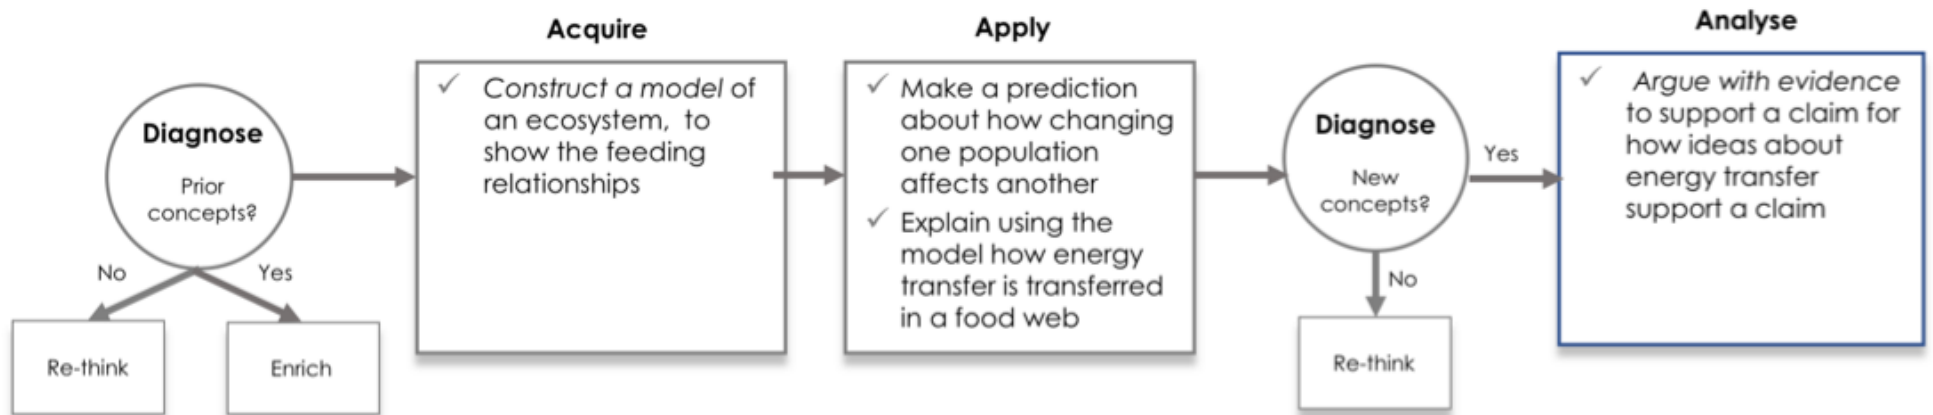 Diagnose
Prior
concepts?
No
Yes
Re-think
Enrich
Acquire
✓ Construct a model of
an ecosystem, to
show the feeding
relationships
Apply
✓ Make a prediction
about how changing
one population
affects another
✓ Explain using the
model how energy
transfer is transferred
in a food web
Diagnose
New
concepts?
Yes
No
Re-think
Analyse
✓ Argue with evidence
to support a claim for
how ideas about
energy transfer
support a claim